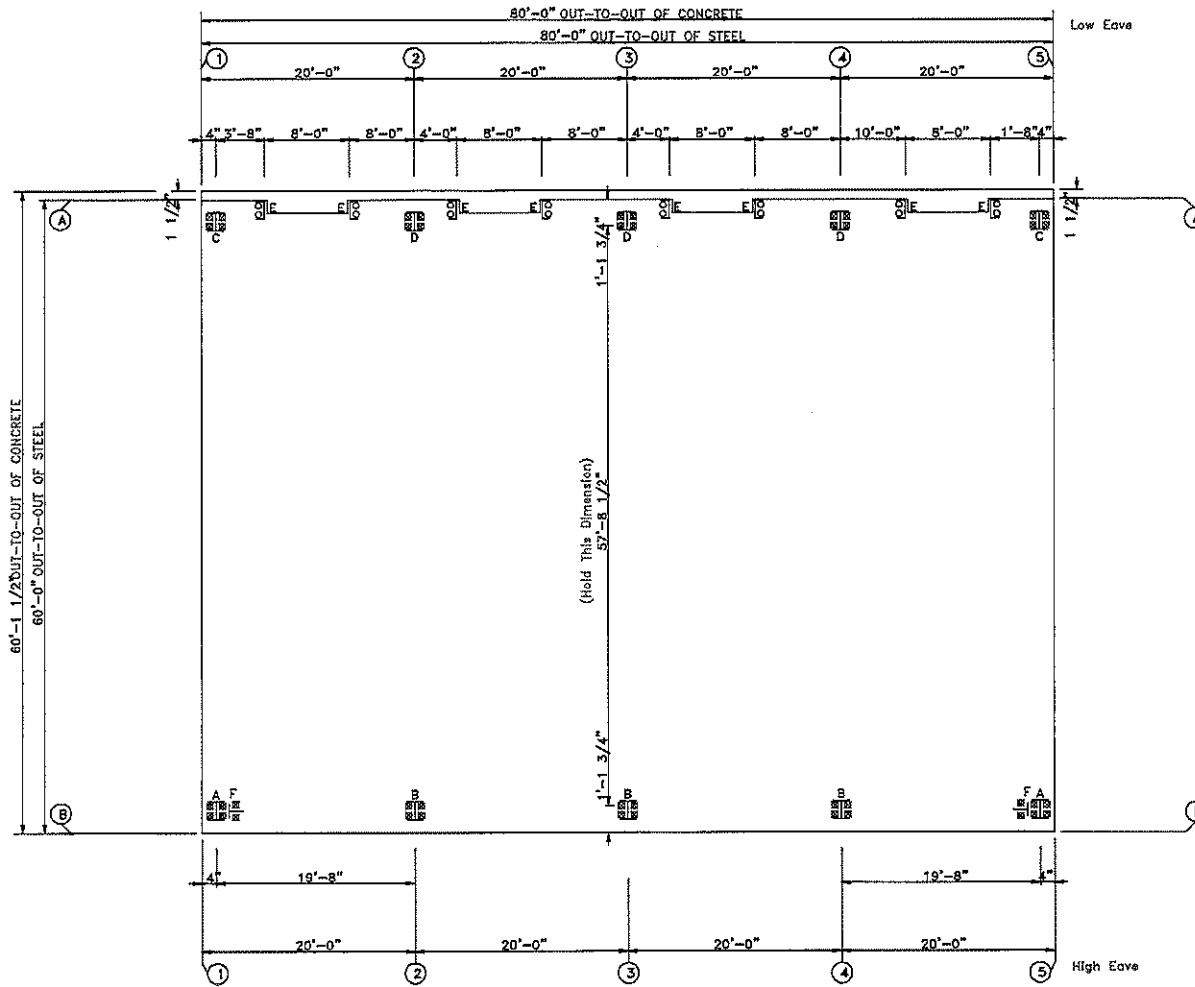 80'-0" OUT-TO-OUT OF CONCRETE
Low Eave
80'-0" OUT-TO-OUT OF STEEL
1 2 3 4 5
20'-0" 20'-0" 20'-0" 20'-0"
4" 3'-8" 8'-0" 8'-0" 4'-0" 8'-0" 8'-0" 4'-0" 8'-0" 8'-0" 10'-0" 8'-0" 1'-8" 4"
A
1 1/2"
1 1/2"
E E E E E E E E
C D D D C
1'-1 3/4"
60'-1 1/2" OUT-TO-OUT OF CONCRETE
60'-0" OUT-TO-OUT OF STEEL
(Hold This Dimension)
57'-8 1/2"
1'-1 3/4"
A F B B B F A
B
4" 19'-8" 19'-8" 4"
20'-0" 20'-0" 20'-0" 20'-0"
1 2 3 4 5
High Eave